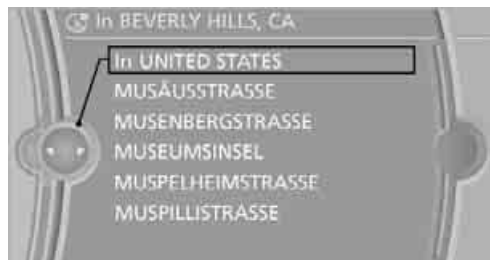 In BEVERLY HILLS, CA
In UNITED STATES
MUSÄUSSTRASSE
MUSENBERGSTRASSE
MUSEUMSINSEL
MUSPELHEIMSTRASSE
MUSPILLISTRASSE